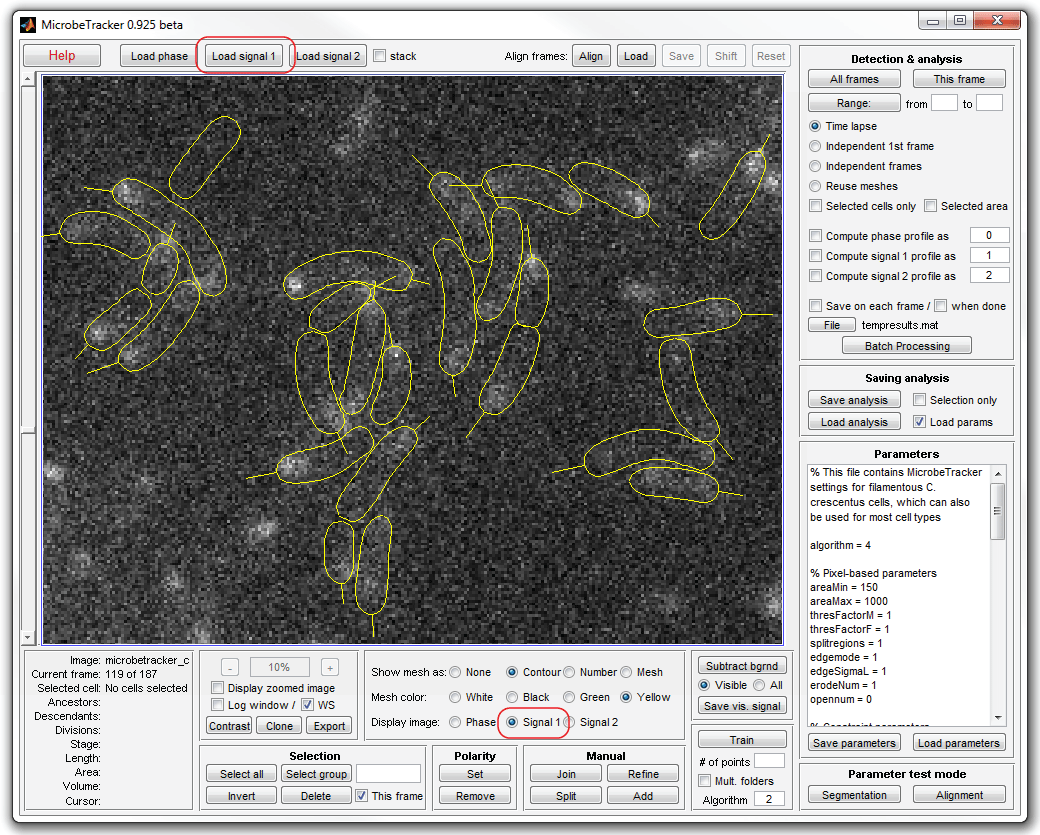 MicrobeTracker 0.925 beta
Help
Load phase
Load signal 1
Load signal 2
stack
Align frames:
Align
Load
Save
Shift
Reset
Detection & analysis
All frames
This frame
Range:
from
to
Time lapse
Independent 1st frame
Independent frames
Reuse meshes
Selected cells only
Selected area
Compute phase profile as 0
Compute signal 1 profile as 1
Compute signal 2 profile as 2
Save on each frame /
when done
File
tempresults.mat
Batch Processing
Saving analysis
Save analysis
Selection only
Load analysis
Load params
Parameters
% This file contains MicrobeTracker
settings for filamentous C.
crescentus cells, which can also
be used for most cell types
algorithm = 4
% Pixel-based parameters
areaMin = 150
areaMax = 1000
thresFactorM = 1
thresFactorF = 1
splitregions = 1
edgemode = 1
edgeSigmaL = 1
erodeNum = 1
opennum = 0
% Constraint parameters
Save parameters
Load parameters
Parameter test mode
Segmentation
Alignment
Image: microbetracker_c
Current frame: 119 of 187
Selected cell: No cells selected
Ancestors:
Descendants:
Divisions:
Stage:
Length:
Area:
Volume:
Cursor:
-
10%
+
Display zoomed image
Log window /
WS
Contrast
Clone
Export
Show mesh as:
None
Contour
Number
Mesh
Mesh color:
White
Black
Green
Yellow
Display image:
Phase
Signal 1
Signal 2
Subtract bgrnd
Visible
All
Save vis. signal
Selection
Select all
Select group
Invert
Delete
This frame
Polarity
Set
Remove
Manual
Join
Refine
Split
Add
Train
# of points
Mult. folders
Algorithm 2